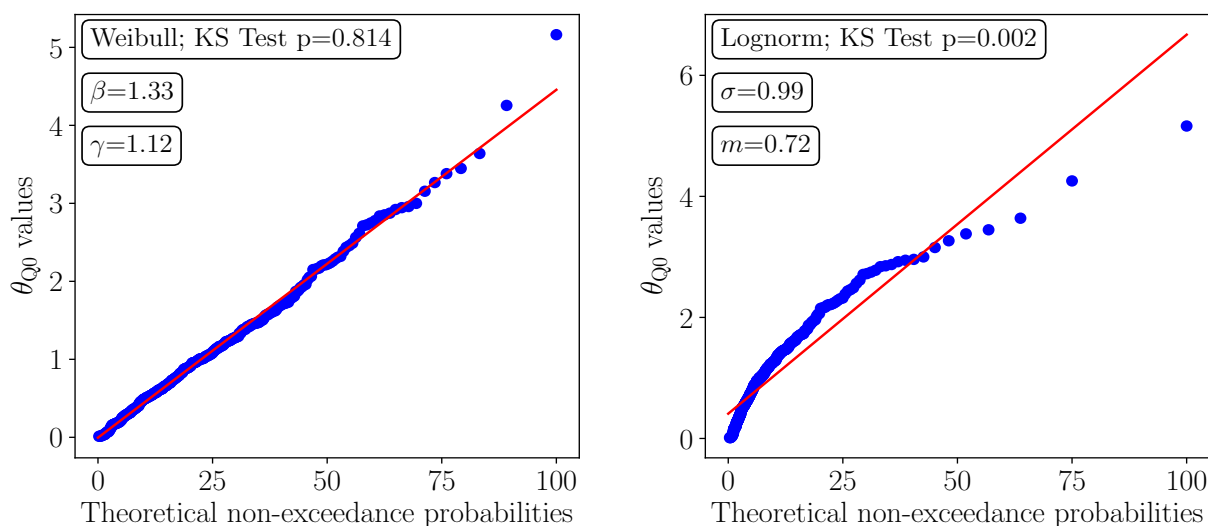 Weibull; KS Test p=0.814
β=1.33
γ=1.12
5
4
3
2
1
0
θQ0 values
0 25 50 75 100
Theoretical non-exceedance probabilities
Lognorm; KS Test p=0.002
σ=0.99
m=0.72
6
4
2
0
θQ0 values
0 25 50 75 100
Theoretical non-exceedance probabilities